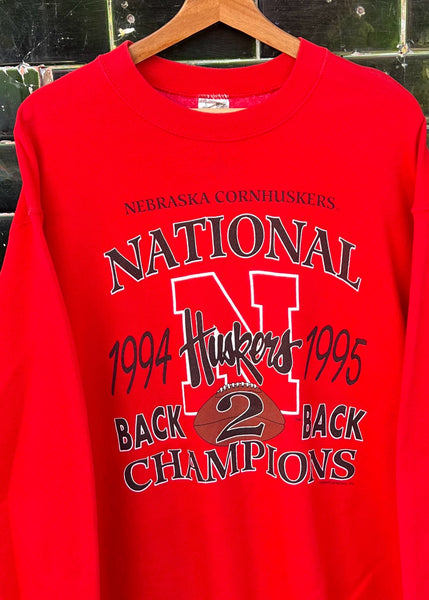 NEBRASKA CORNHUSKERS
NATIONAL
N
1994 Huskers 1995
BACK 2 BACK
CHAMPIONS